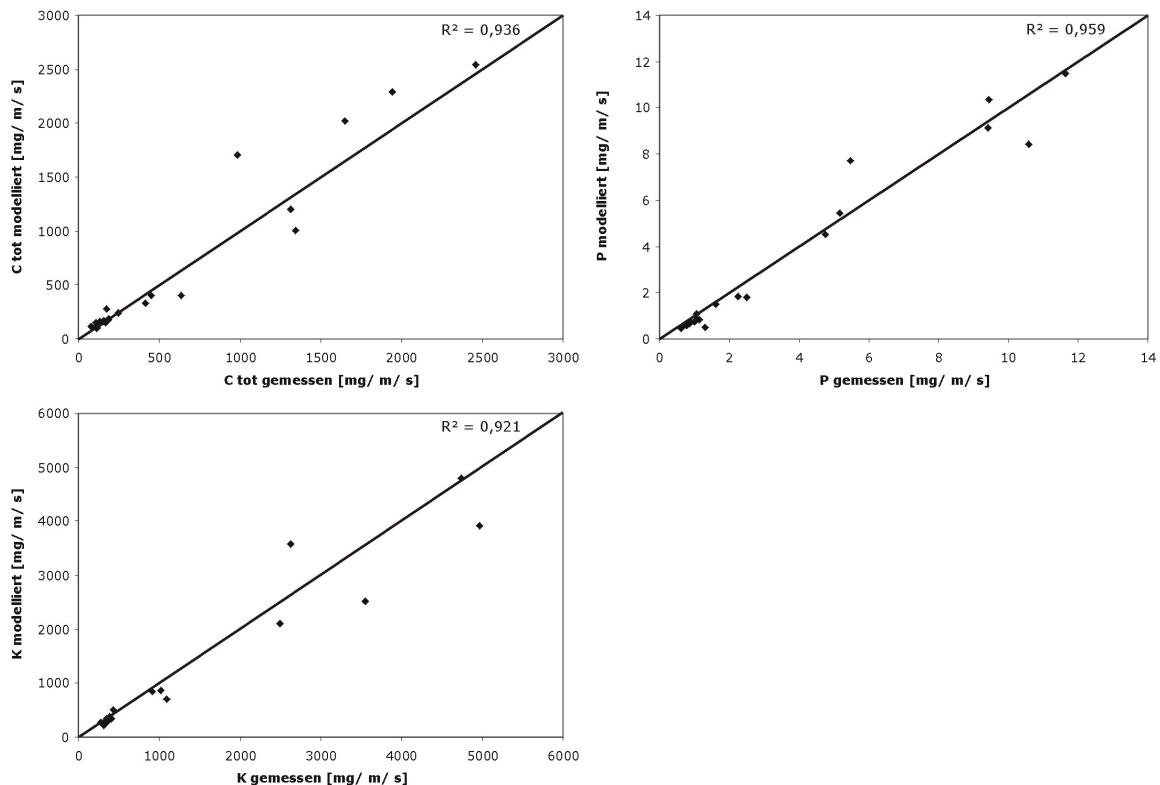 R² = 0,936
3000
2500
2000
1500
1000
500
0
C tot modelliert [mg/ m/ s]
0 500 1000 1500 2000 2500 3000
C tot gemessen [mg/ m/ s]
R² = 0,959
14
12
10
8
6
4
2
0
P modelliert [mg/ m/ s]
0 2 4 6 8 10 12 14
P gemessen [mg/ m/ s]
R² = 0,921
6000
5000
4000
3000
2000
1000
0
K modelliert [mg/ m/ s]
0 1000 2000 3000 4000 5000 6000
K gemessen [mg/ m/ s]